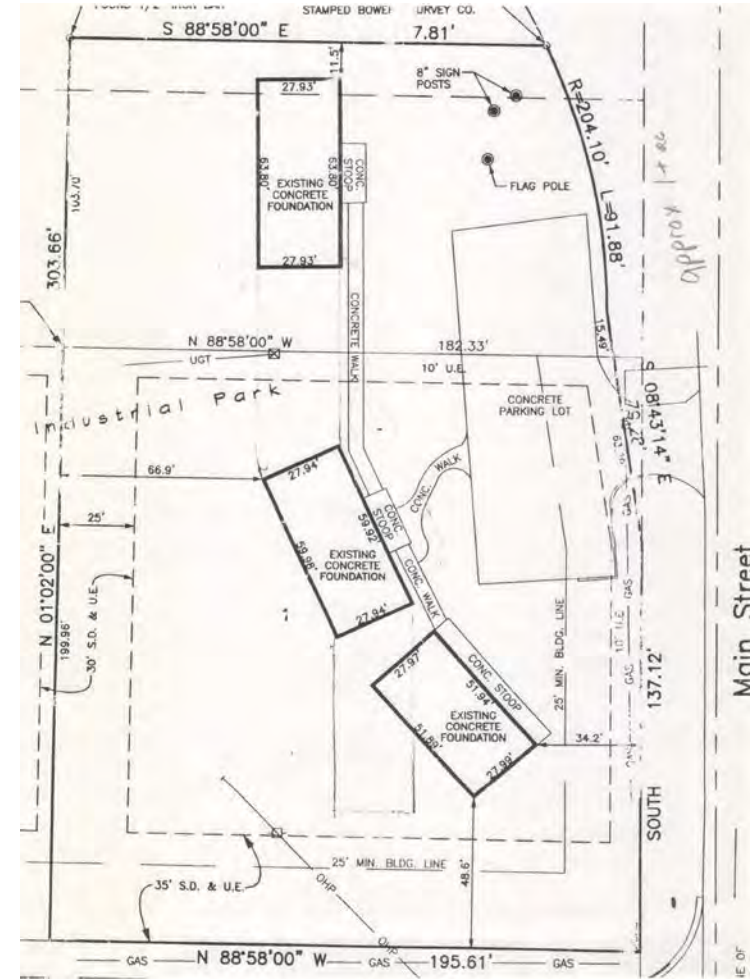 STAMPED BOWE
URVEY CO.
S 88°58'00" E
7.81'
11.5'
27.93'
8" SIGN
POSTS
R=204.10'
L=91.88'
approx 1+ ac
63.80'
63.80'
CONC.
STOOP
EXISTING
CONCRETE
FOUNDATION
FLAG POLE
103.70'
303.66'
27.93'
CONCRETE WALK
15.49'
N 88°58'00" W
182.33'
UGT
10' U.E.
Industrial Park
CONCRETE
PARKING LOT
S 08°43'14" E
66.9'
27.94'
CONC. WALK
25'
59.92'
CONC
STOOP
59.98'
EXISTING
CONCRETE
FOUNDATION
GAS
N 01°02'00" E
199.96'
30' S.D. & U.E.
27.94'
CONC WALK
10' U.E.
GAS
GAS
Main Street
27.97'
CONC. STOOP
51.94'
25' MIN. BLDG. LINE
137.12'
SOUTH
EXISTING
CONCRETE
FOUNDATION
51.89'
27.99'
34.2'
25' MIN. BLDG. LINE
48.6'
OHP
35' S.D. & U.E.
OHP
GAS
N 88°58'00" W
GAS
195.61'
GAS